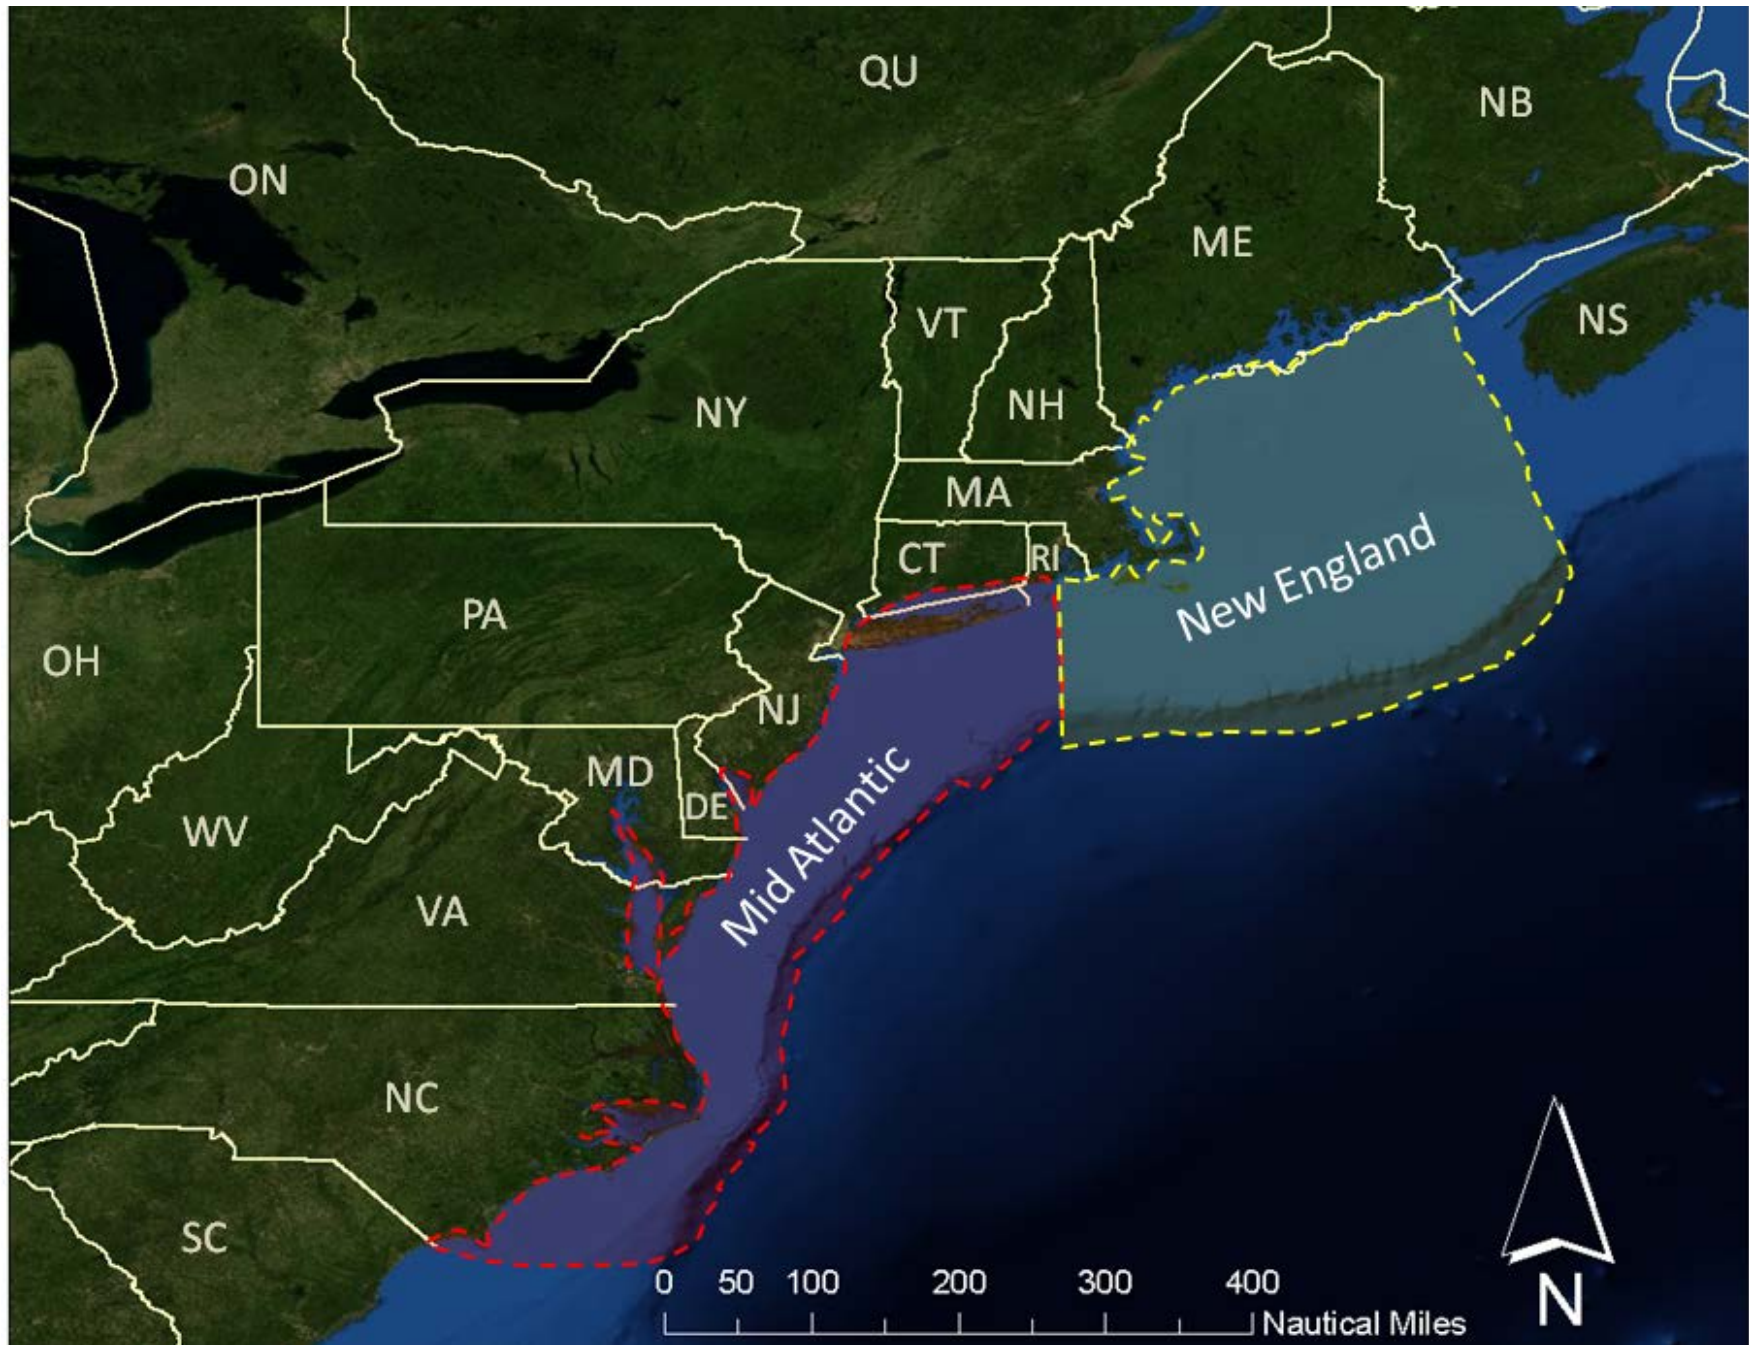 QU
NB
ON
ME
VT
NS
NH
NY
MA
CT
RI
New England
PA
OH
NJ
MD
DE
Mid Atlantic
WV
VA
NC
SC
0 50 100 200 300 400
Nautical Miles
N